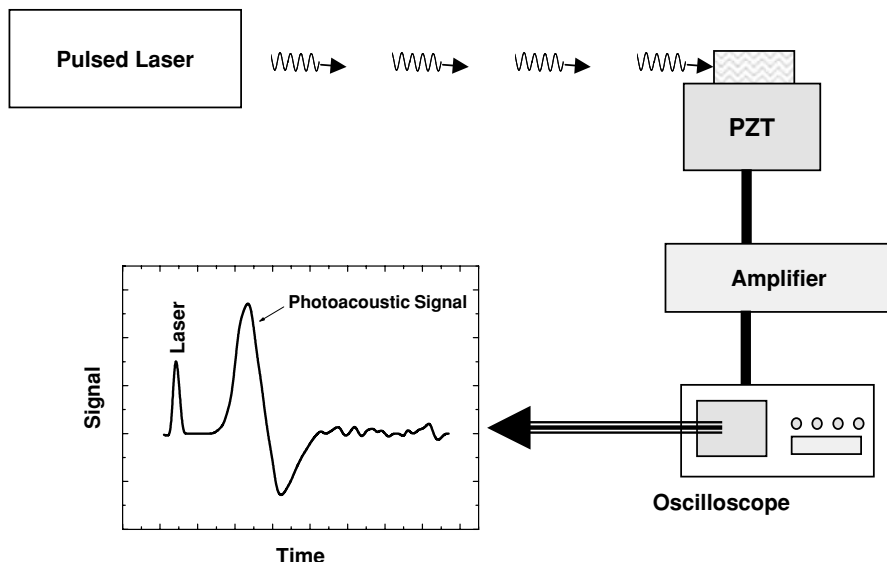 Pulsed Laser
PZT
Amplifier
Photoacoustic Signal
Laser
Signal
Time
Oscilloscope